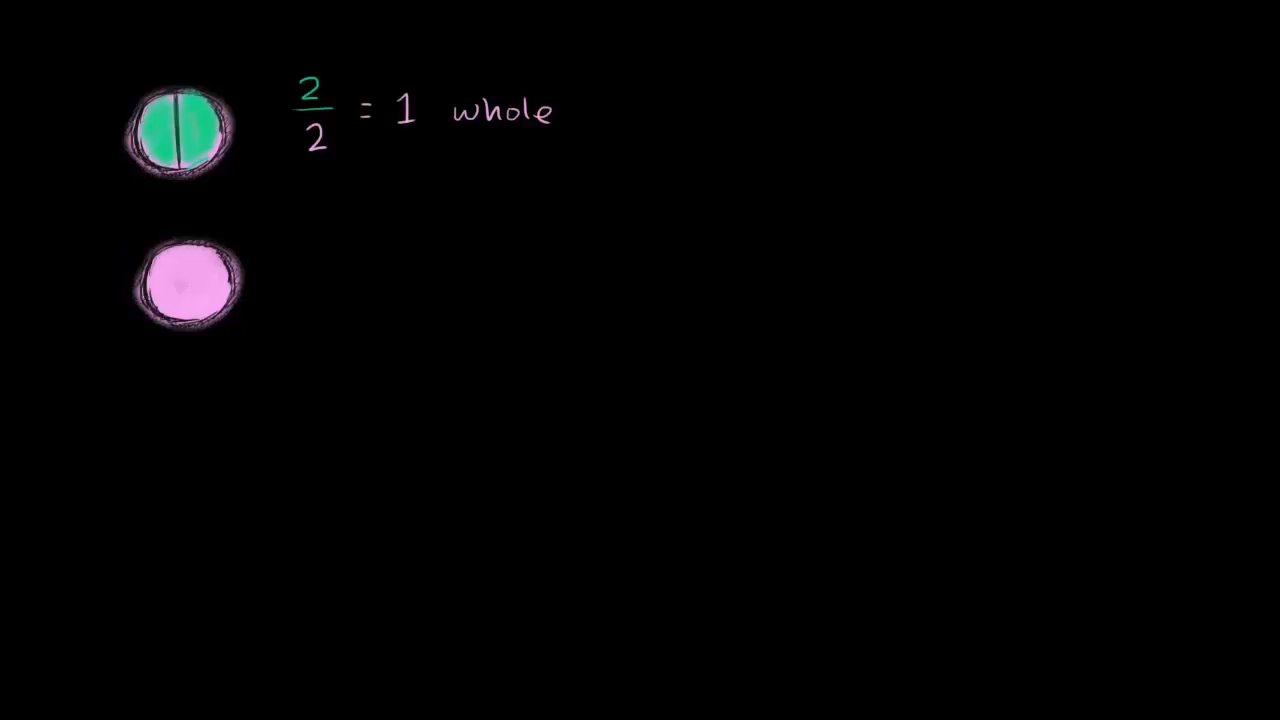 2/2 = 1 whole